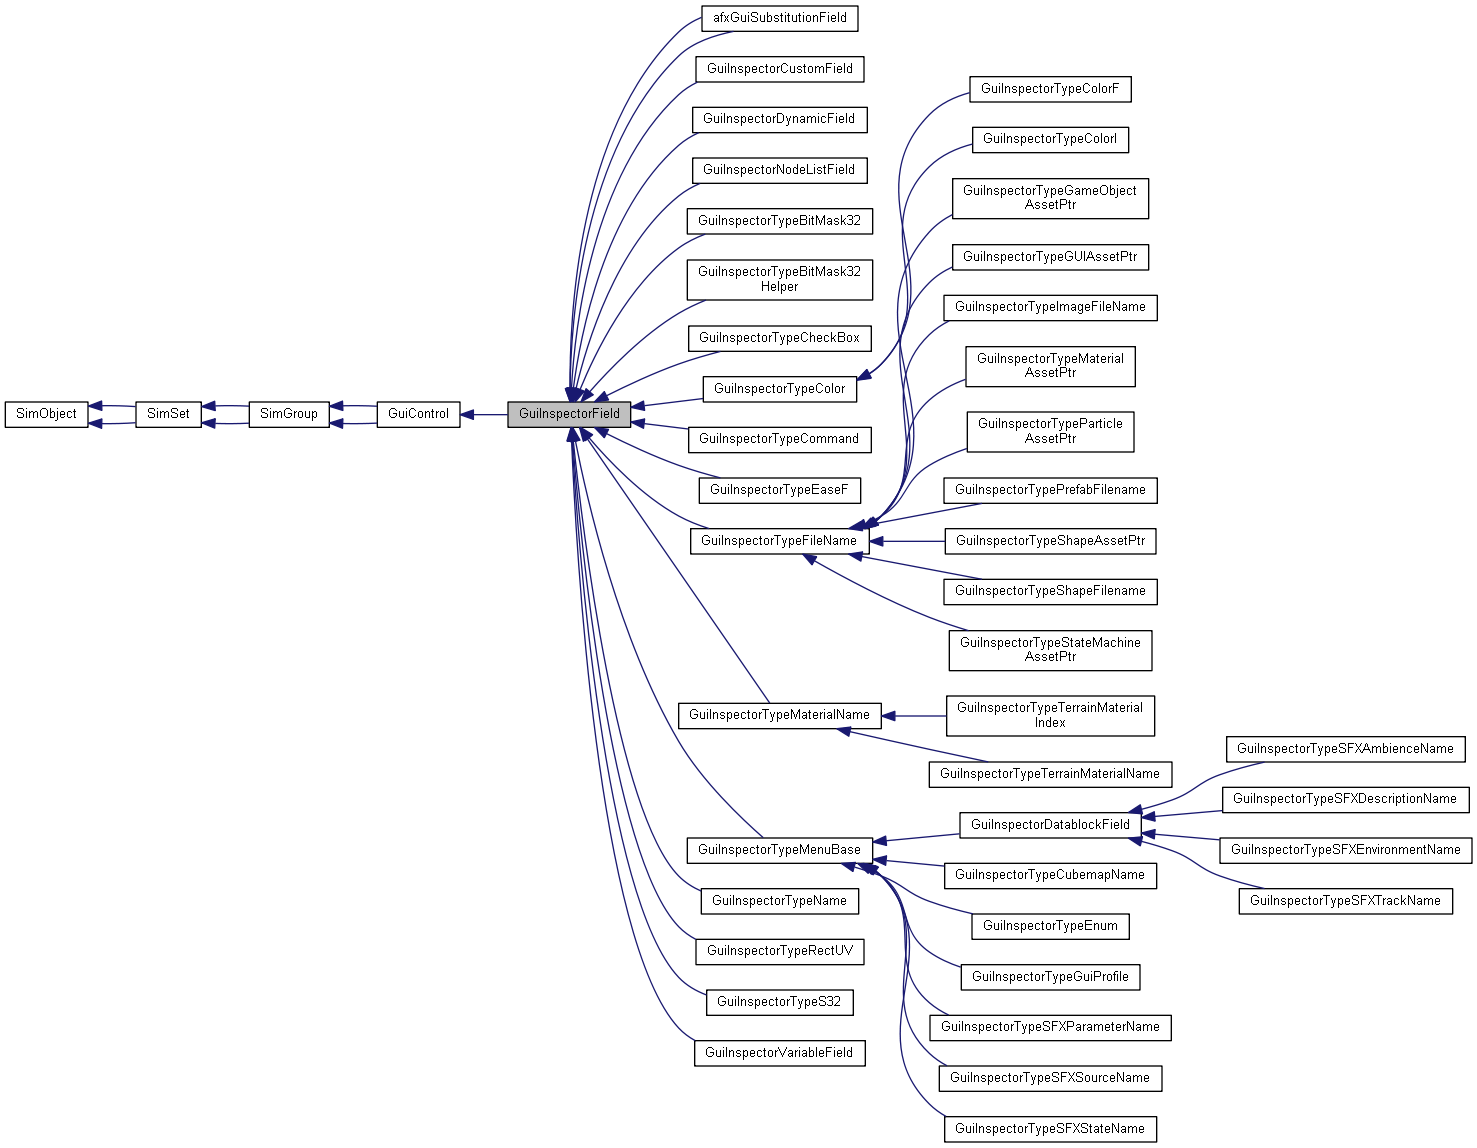 SimObject
SimSet
SimGroup
GuiControl
GuiInspectorField
afxGuiSubstitutionField
GuiInspectorCustomField
GuiInspectorDynamicField
GuiInspectorNodeListField
GuiInspectorTypeBitMask32
GuiInspectorTypeBitMask32
Helper
GuiInspectorTypeCheckBox
GuiInspectorTypeColor
GuiInspectorTypeCommand
GuiInspectorTypeEaseF
GuiInspectorTypeFileName
GuiInspectorTypeMaterialName
GuiInspectorTypeMenuBase
GuiInspectorTypeName
GuiInspectorTypeRectUV
GuiInspectorTypeS32
GuiInspectorVariableField
GuiInspectorTypeColorF
GuiInspectorTypeColorI
GuiInspectorTypeGameObject
AssetPtr
GuiInspectorTypeGUIAssetPtr
GuiInspectorTypeImageFileName
GuiInspectorTypeMaterial
AssetPtr
GuiInspectorTypeParticle
AssetPtr
GuiInspectorTypePrefabFilename
GuiInspectorTypeShapeAssetPtr
GuiInspectorTypeShapeFilename
GuiInspectorTypeStateMachine
AssetPtr
GuiInspectorTypeTerrainMaterial
Index
GuiInspectorTypeTerrainMaterialName
GuiInspectorDatablockField
GuiInspectorTypeCubemapName
GuiInspectorTypeEnum
GuiInspectorTypeGuiProfile
GuiInspectorTypeSFXParameterName
GuiInspectorTypeSFXSourceName
GuiInspectorTypeSFXStateName
GuiInspectorTypeSFXAmbienceName
GuiInspectorTypeSFXDescriptionName
GuiInspectorTypeSFXEnvironmentName
GuiInspectorTypeSFXTrackName